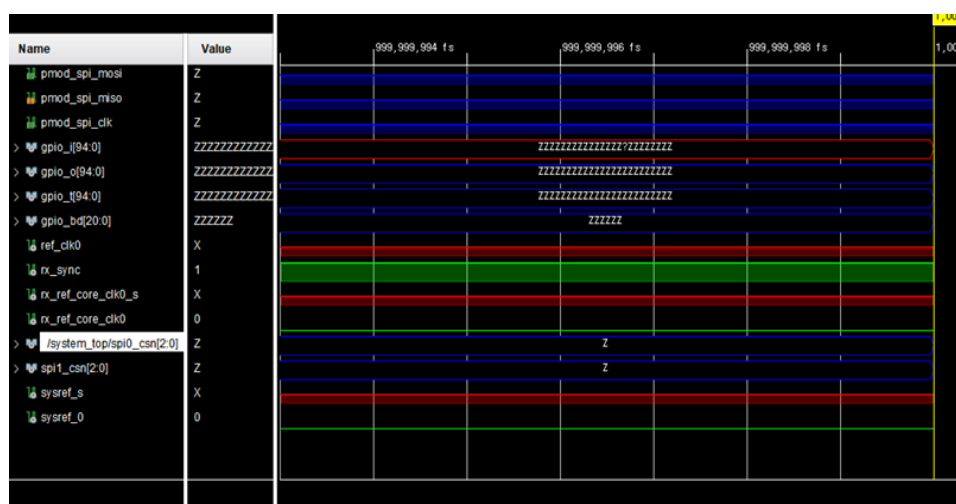 1,00
Name Value 999,999,994 fs 999,999,996 fs 999,999,998 fs 1,00
pmod_spi_mosi Z
pmod_spi_miso Z
pmod_spi_clk Z
> gpio_i[94:0] ZZZZZZZZZZZZ ZZZZZZZZZZZZZZZ?ZZZZZZZZ
> gpio_o[94:0] ZZZZZZZZZZZZ ZZZZZZZZZZZZZZZZZZZZZZZZ
> gpio_t[94:0] ZZZZZZZZZZZZ ZZZZZZZZZZZZZZZZZZZZZZZZ
> gpio_bd[20:0] ZZZZZZ ZZZZZZ
ref_clk0 X
rx_sync 1
rx_ref_core_clk0_s X
rx_ref_core_clk0 0
> /system_top/spi0_csn[2:0] Z Z
> spi1_csn[2:0] Z Z
sysref_s X
sysref_0 0